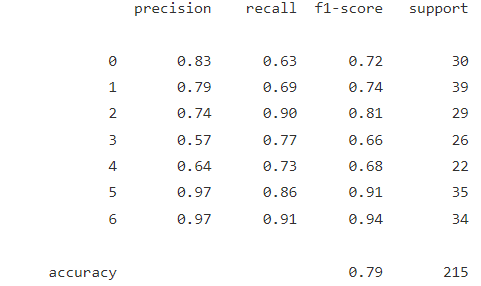 precision recall f1-score support
0 0.83 0.63 0.72 30
1 0.79 0.69 0.74 39
2 0.74 0.90 0.81 29
3 0.57 0.77 0.66 26
4 0.64 0.73 0.68 22
5 0.97 0.86 0.91 35
6 0.97 0.91 0.94 34
accuracy 0.79 215